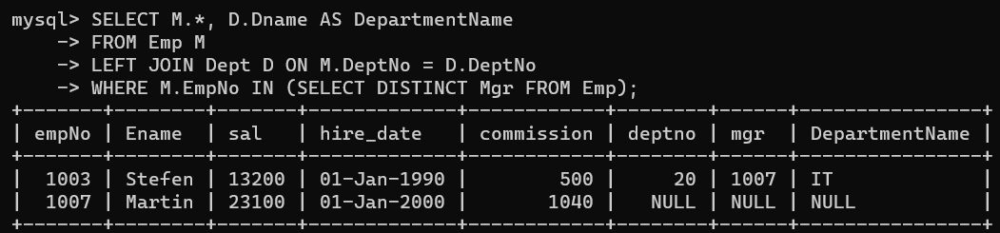 mysql> SELECT M.*, D.Dname AS DepartmentName
    -> FROM Emp M
    -> LEFT JOIN Dept D ON M.DeptNo = D.DeptNo
    -> WHERE M.EmpNo IN (SELECT DISTINCT Mgr FROM Emp);
+-------+--------+-------+-------------+------------+--------+------+----------------+
| empNo | Ename  | sal   | hire_date   | commission | deptno | mgr  | DepartmentName |
+-------+--------+-------+-------------+------------+--------+------+----------------+
|  1003 | Stefen | 13200 | 01-Jan-1990 |        500 |     20 | 1007 | IT             |
|  1007 | Martin | 23100 | 01-Jan-2000 |       1040 |   NULL | NULL | NULL           |
+-------+--------+-------+-------------+------------+--------+------+----------------+